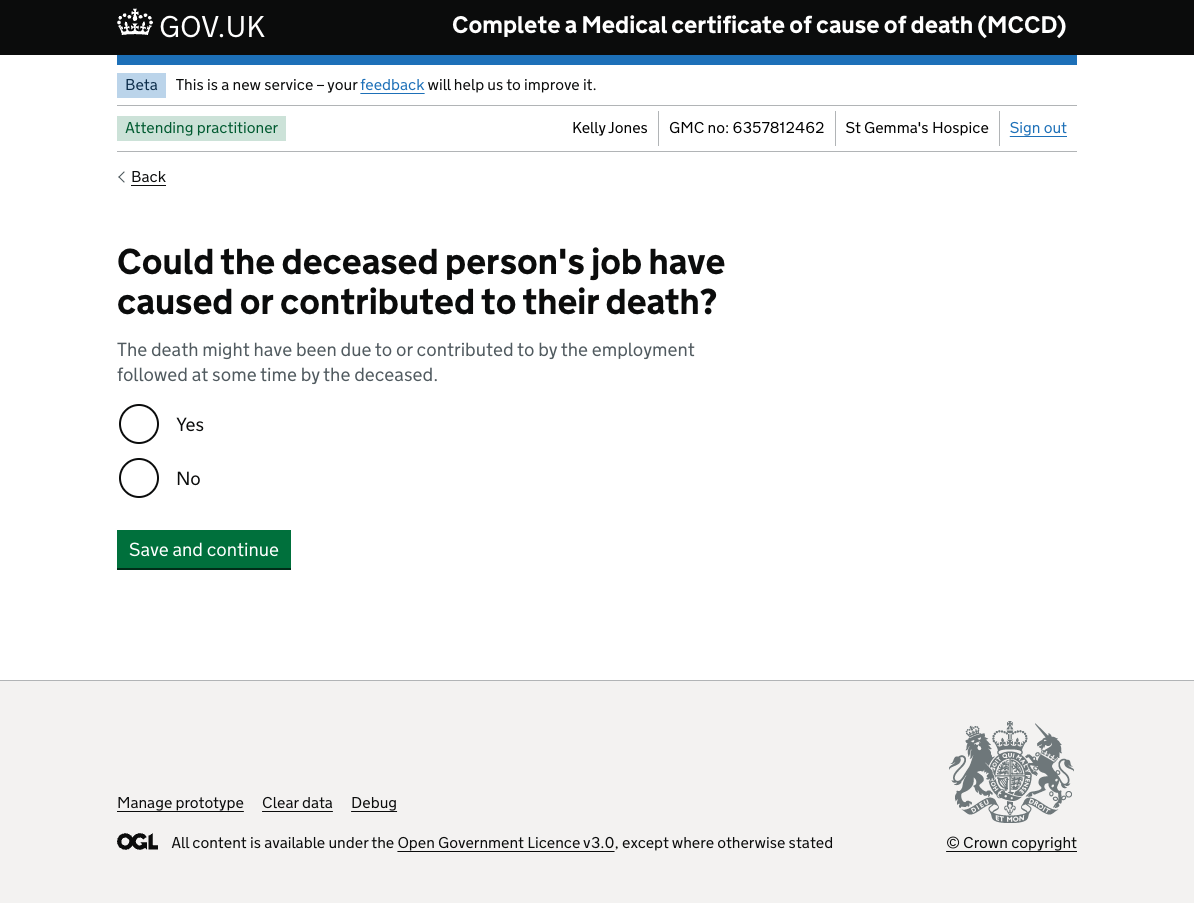 GOV.UK
Complete a Medical certificate of cause of death (MCCD)
Beta This is a new service – your feedback will help us to improve it.
Attending practitioner Kelly Jones GMC no: 6357812462 St Gemma's Hospice Sign out
Back
Could the deceased person's job have
caused or contributed to their death?
The death might have been due to or contributed to by the employment
followed at some time by the deceased.
Yes
No
Save and continue
Manage prototype Clear data Debug
OGL All content is available under the Open Government Licence v3.0, except where otherwise stated
DIEU ET MON DROIT
© Crown copyright